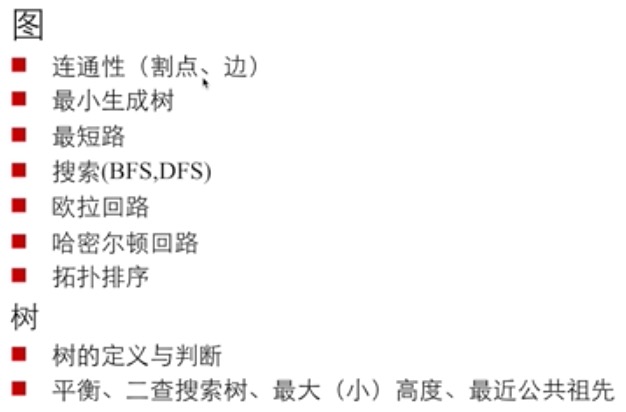 图
连通性（割点、边）
最小生成树
最短路
搜索(BFS,DFS)
欧拉回路
哈密尔顿回路
拓扑排序
树
树的定义与判断
平衡、二查搜索树、最大（小）高度、最近公共祖先